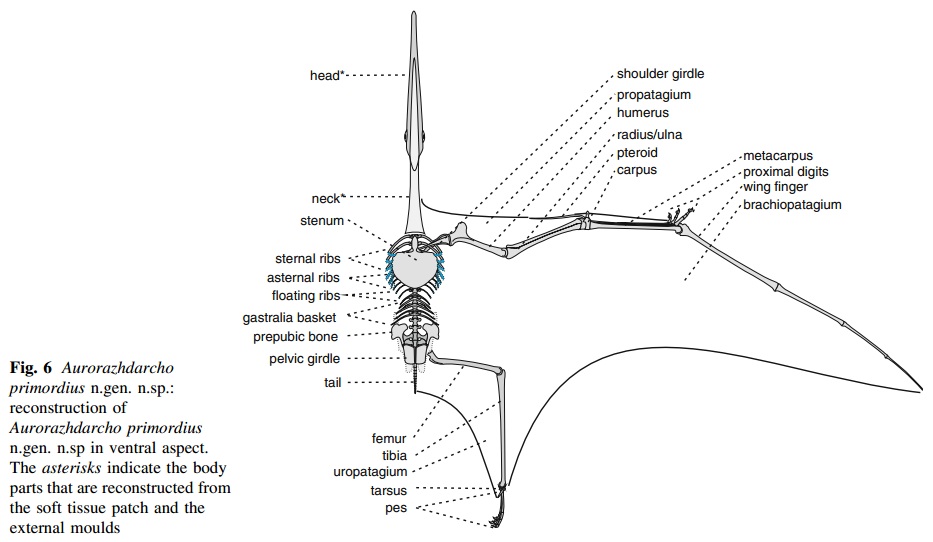 head*
neck*
stenum
sternal ribs
asternal ribs
floating ribs
gastralia basket
prepubic bone
pelvic girdle
tail
femur
tibia
uropatagium
tarsus
pes
shoulder girdle
propatagium
humerus
radius/ulna
pteroid
carpus
metacarpus
proximal digits
wing finger
brachiopatagium
Fig. 6 Aurorazhdarcho
primordius n.gen. n.sp.:
reconstruction of
Aurorazhdarcho primordius
n.gen. n.sp in ventral aspect.
The asterisks indicate the body
parts that are reconstructed from
the soft tissue patch and the
external moulds